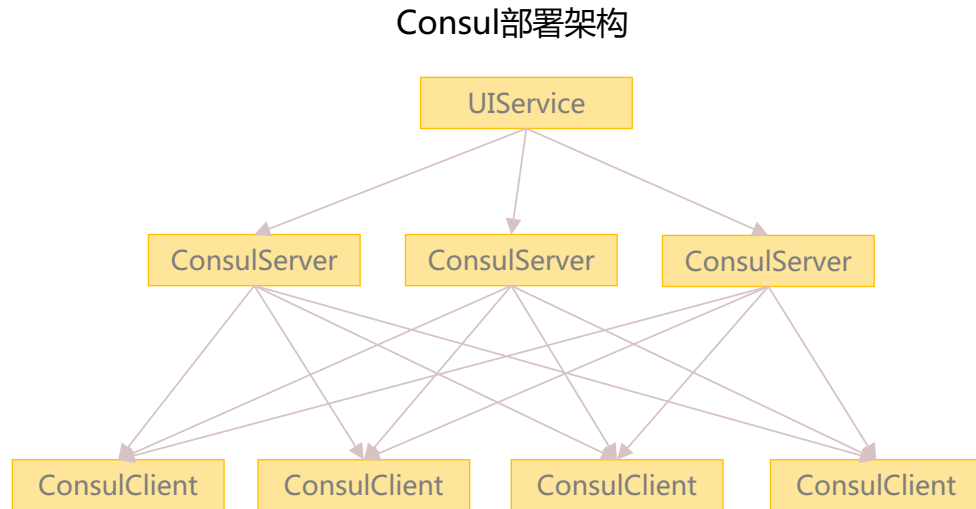 Consul部署架构
UIService
ConsulServer
ConsulServer
ConsulServer
ConsulClient
ConsulClient
ConsulClient
ConsulClient